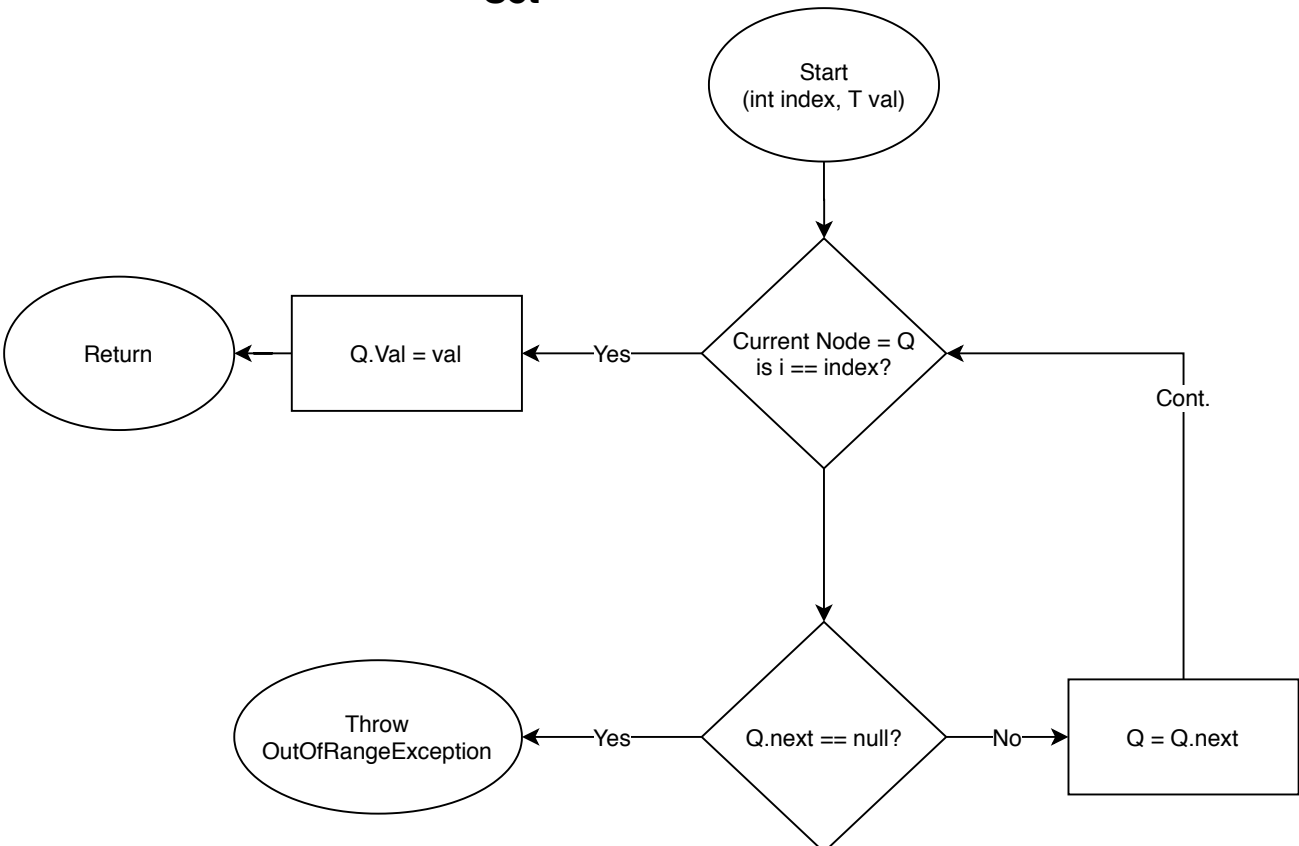 Start
(int index, T val)
Return
Q.Val = val
Yes
Current Node = Q
is i == index?
Cont.
Throw
OutOfRangeException
Yes
Q.next == null?
No
Q = Q.next